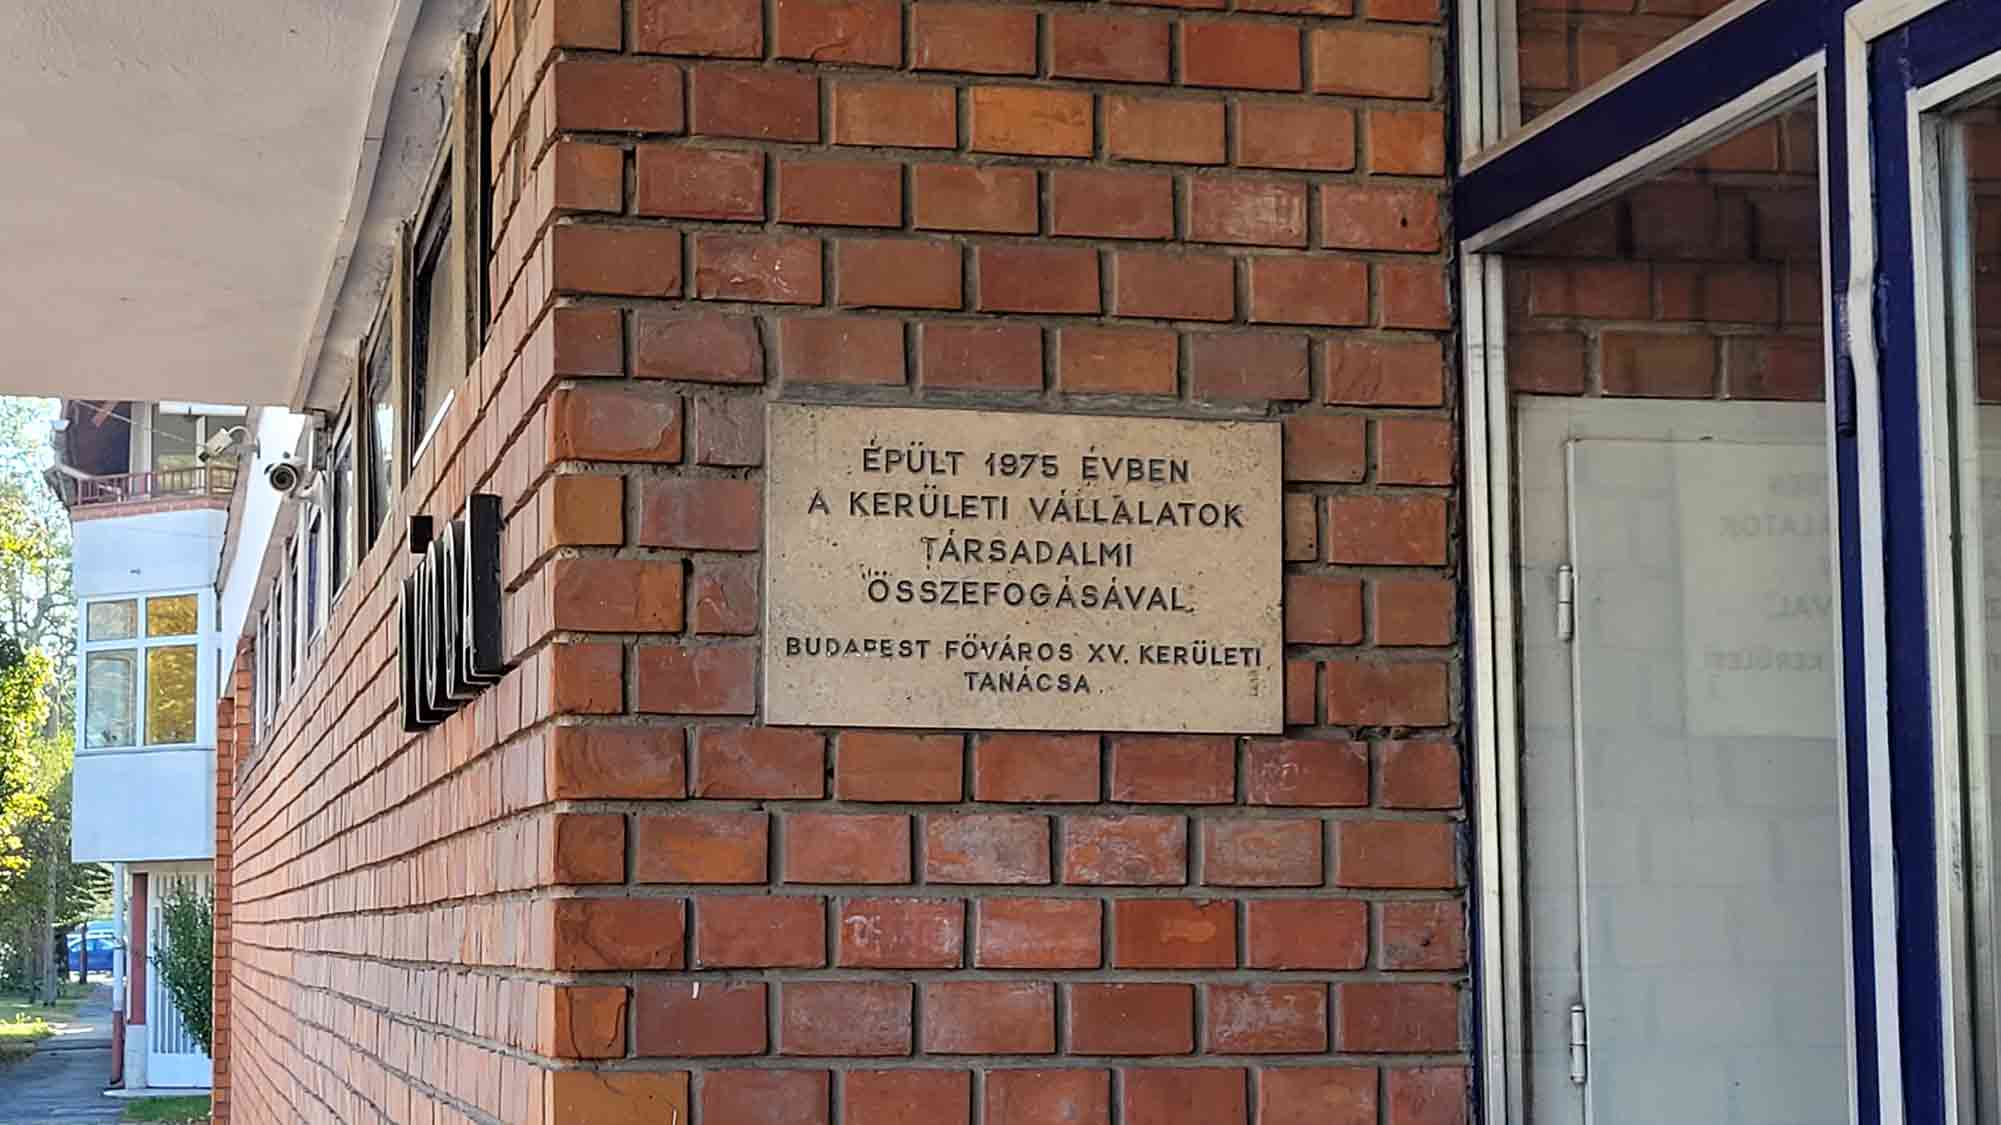 ÉPÜLT 1975 ÉVBEN
A KERÜLETI VÁLLALATOK
TÁRSADALMI
ÖSSZEFOGÁSÁVAL.
BUDAPEST FŐVÁROS XV. KERÜLETI
TANÁCSA.